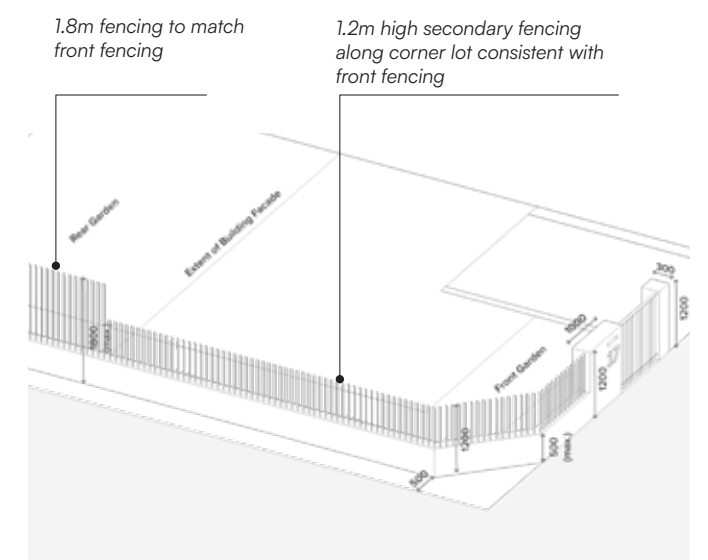 1.8m fencing to match
front fencing
1.2m high secondary fencing
along corner lot consistent with
front fencing
Rear Garden
Extent of Building Facade
300
1200
1000
1800
(max.)
Front Garden
17
1200
1200
500
(max.)
500